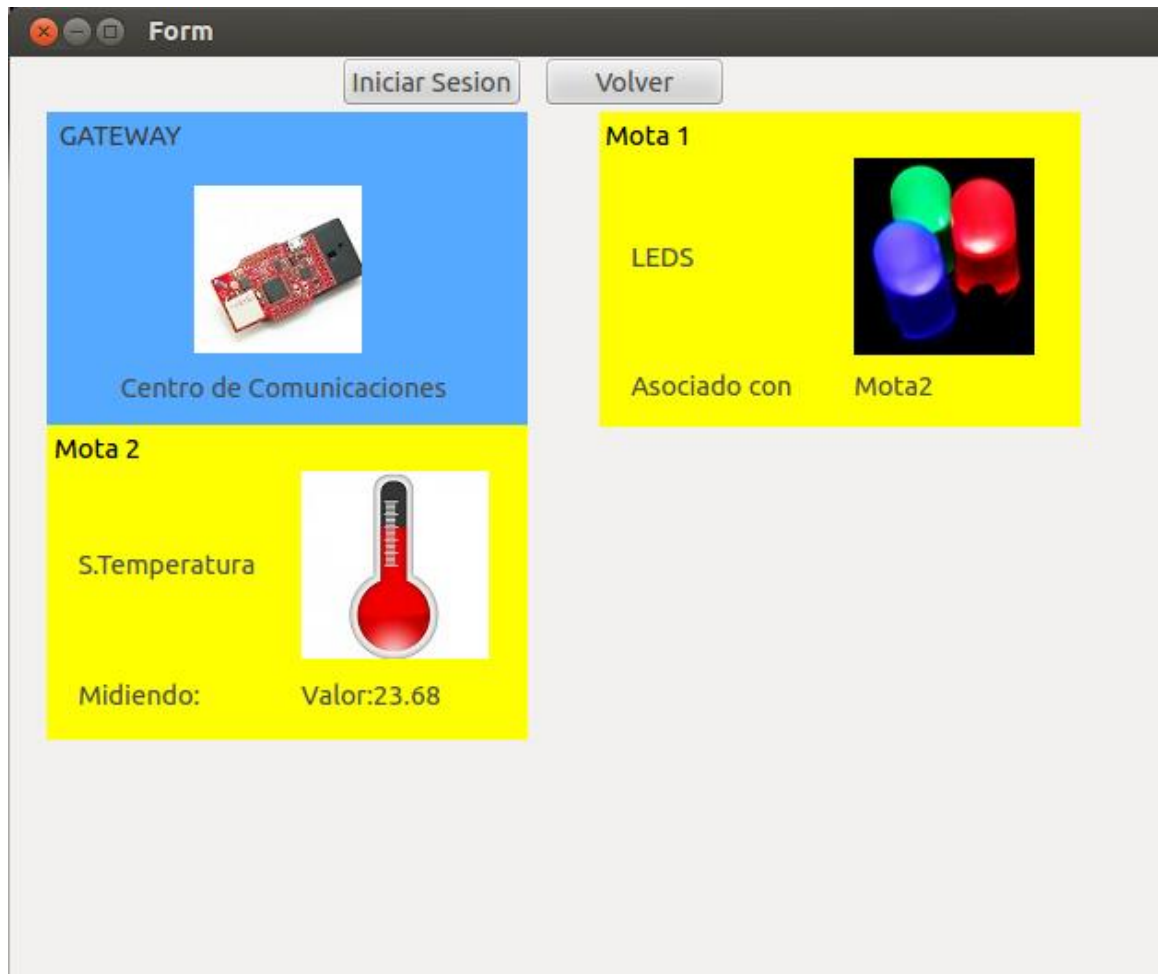 Form
Iniciar Sesion
Volver
GATEWAY
Centro de Comunicaciones
Mota 1
LEDS
Asociado con Mota2
Mota 2
S.Temperatura
Midiendo: Valor:23.68